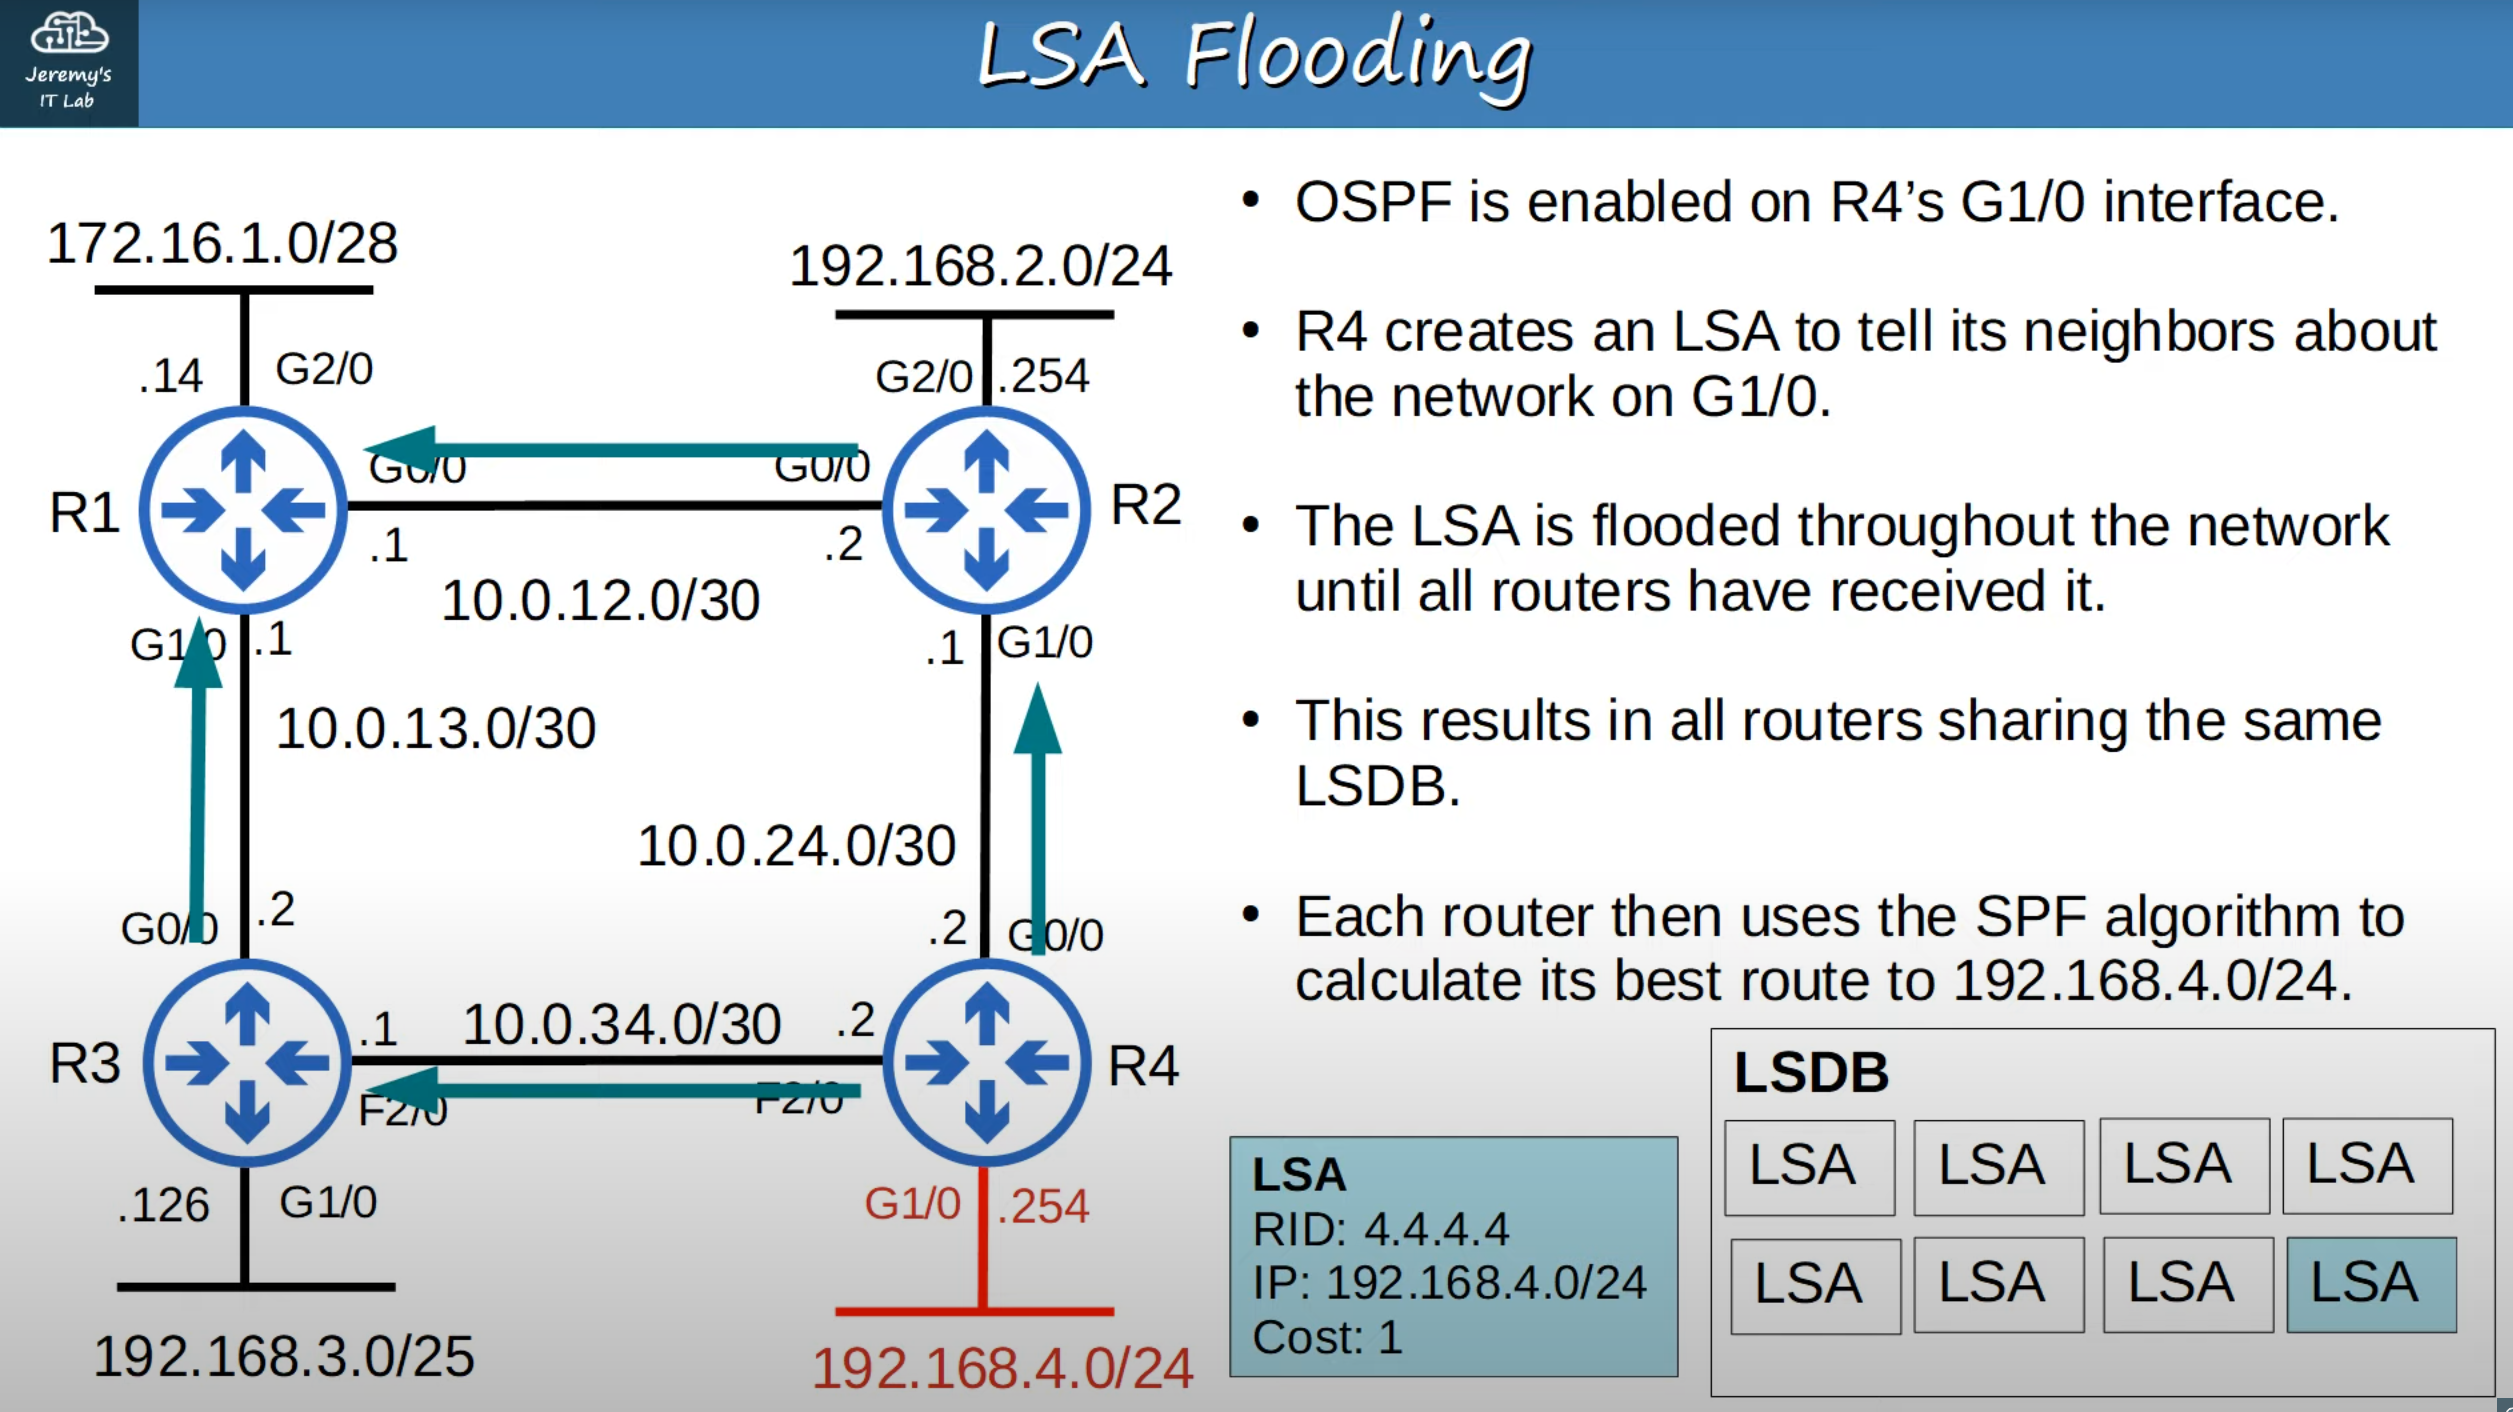 Jeremy's
IT Lab
LSA Flooding
172.16.1.0/28
192.168.2.0/24
.14
G2/0
G2/0
.254
G0/0
G0/0
R1
R2
.1
.2
10.0.12.0/30
G1/0
.1
.1
G1/0
10.0.13.0/30
10.0.24.0/30
G0/0
.2
.2
G0/0
.1
10.0.34.0/30
.2
R3
R4
F2/0
F2/0
.126
G1/0
G1/0
.254
192.168.3.0/25
192.168.4.0/24
• OSPF is enabled on R4’s G1/0 interface.
• R4 creates an LSA to tell its neighbors about
the network on G1/0.
• The LSA is flooded throughout the network
until all routers have received it.
• This results in all routers sharing the same
LSDB.
• Each router then uses the SPF algorithm to
calculate its best route to 192.168.4.0/24.
LSA
RID: 4.4.4.4
IP: 192.168.4.0/24
Cost: 1
LSDB
LSA LSA LSA LSA
LSA LSA LSA LSA